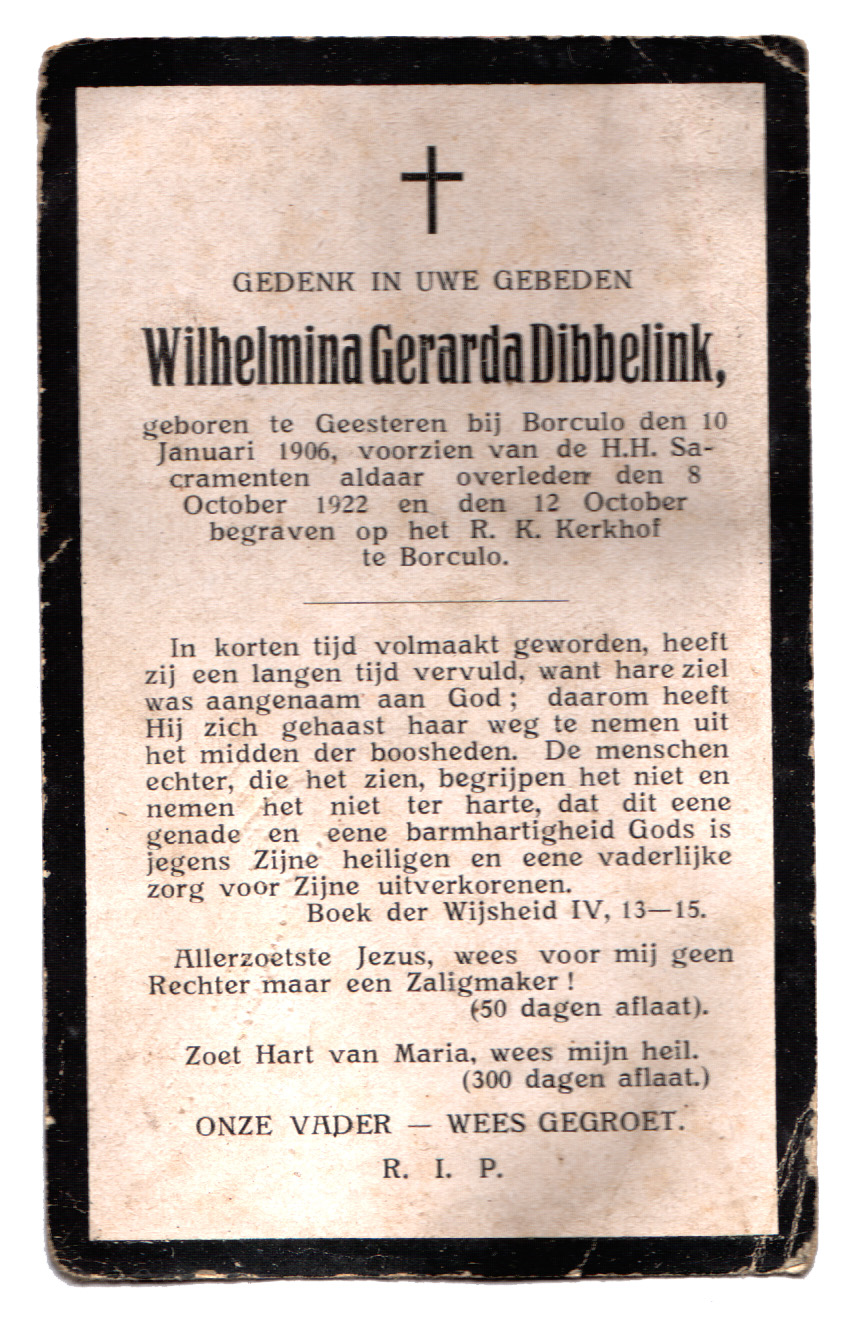 GEDENK IN UWE GEBEDEN
Wilhelmina Gerarda Dibbelink,
geboren te Geesteren bij Borculo den 10
Januari 1906, voorzien van de H.H. Sa-
cramenten aldaar overleden den 8
October 1922 en den 12 October
begraven op het R. K. Kerkhof
te Borculo.
In korten tijd volmaakt geworden, heeft
zij een langen tijd vervuld, want hare ziel
was aangenaam aan God; daarom heeft
Hij zich gehaast haar weg te nemen uit
het midden der boosheden. De menschen
echter, die het zien, begrijpen het niet en
nemen het niet ter harte, dat dit eene
genade en eene barmhartigheid Gods is
jegens Zijne heiligen en eene vaderlijke
zorg voor Zijne uitverkorenen.
Boek der Wijsheid IV, 13—15.
Allerzoetste Jezus, wees voor mij geen
Rechter maar een Zaligmaker!
(50 dagen aflaat).
Zoet Hart van Maria, wees mijn heil.
(300 dagen aflaat.)
ONZE VADER — WEES GEGROET.
R. I. P.